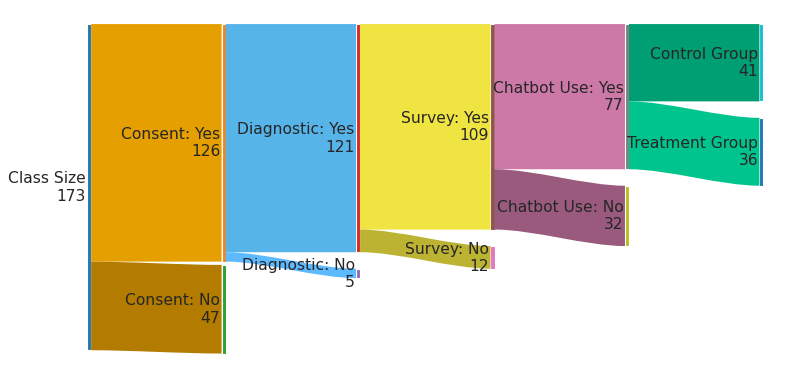 Class Size
173
Consent: Yes
126
Consent: No
47
Diagnostic: Yes
121
Diagnostic: No
5
Survey: Yes
109
Survey: No
12
Chatbot Use: Yes
77
Chatbot Use: No
32
Control Group
41
Treatment Group
36